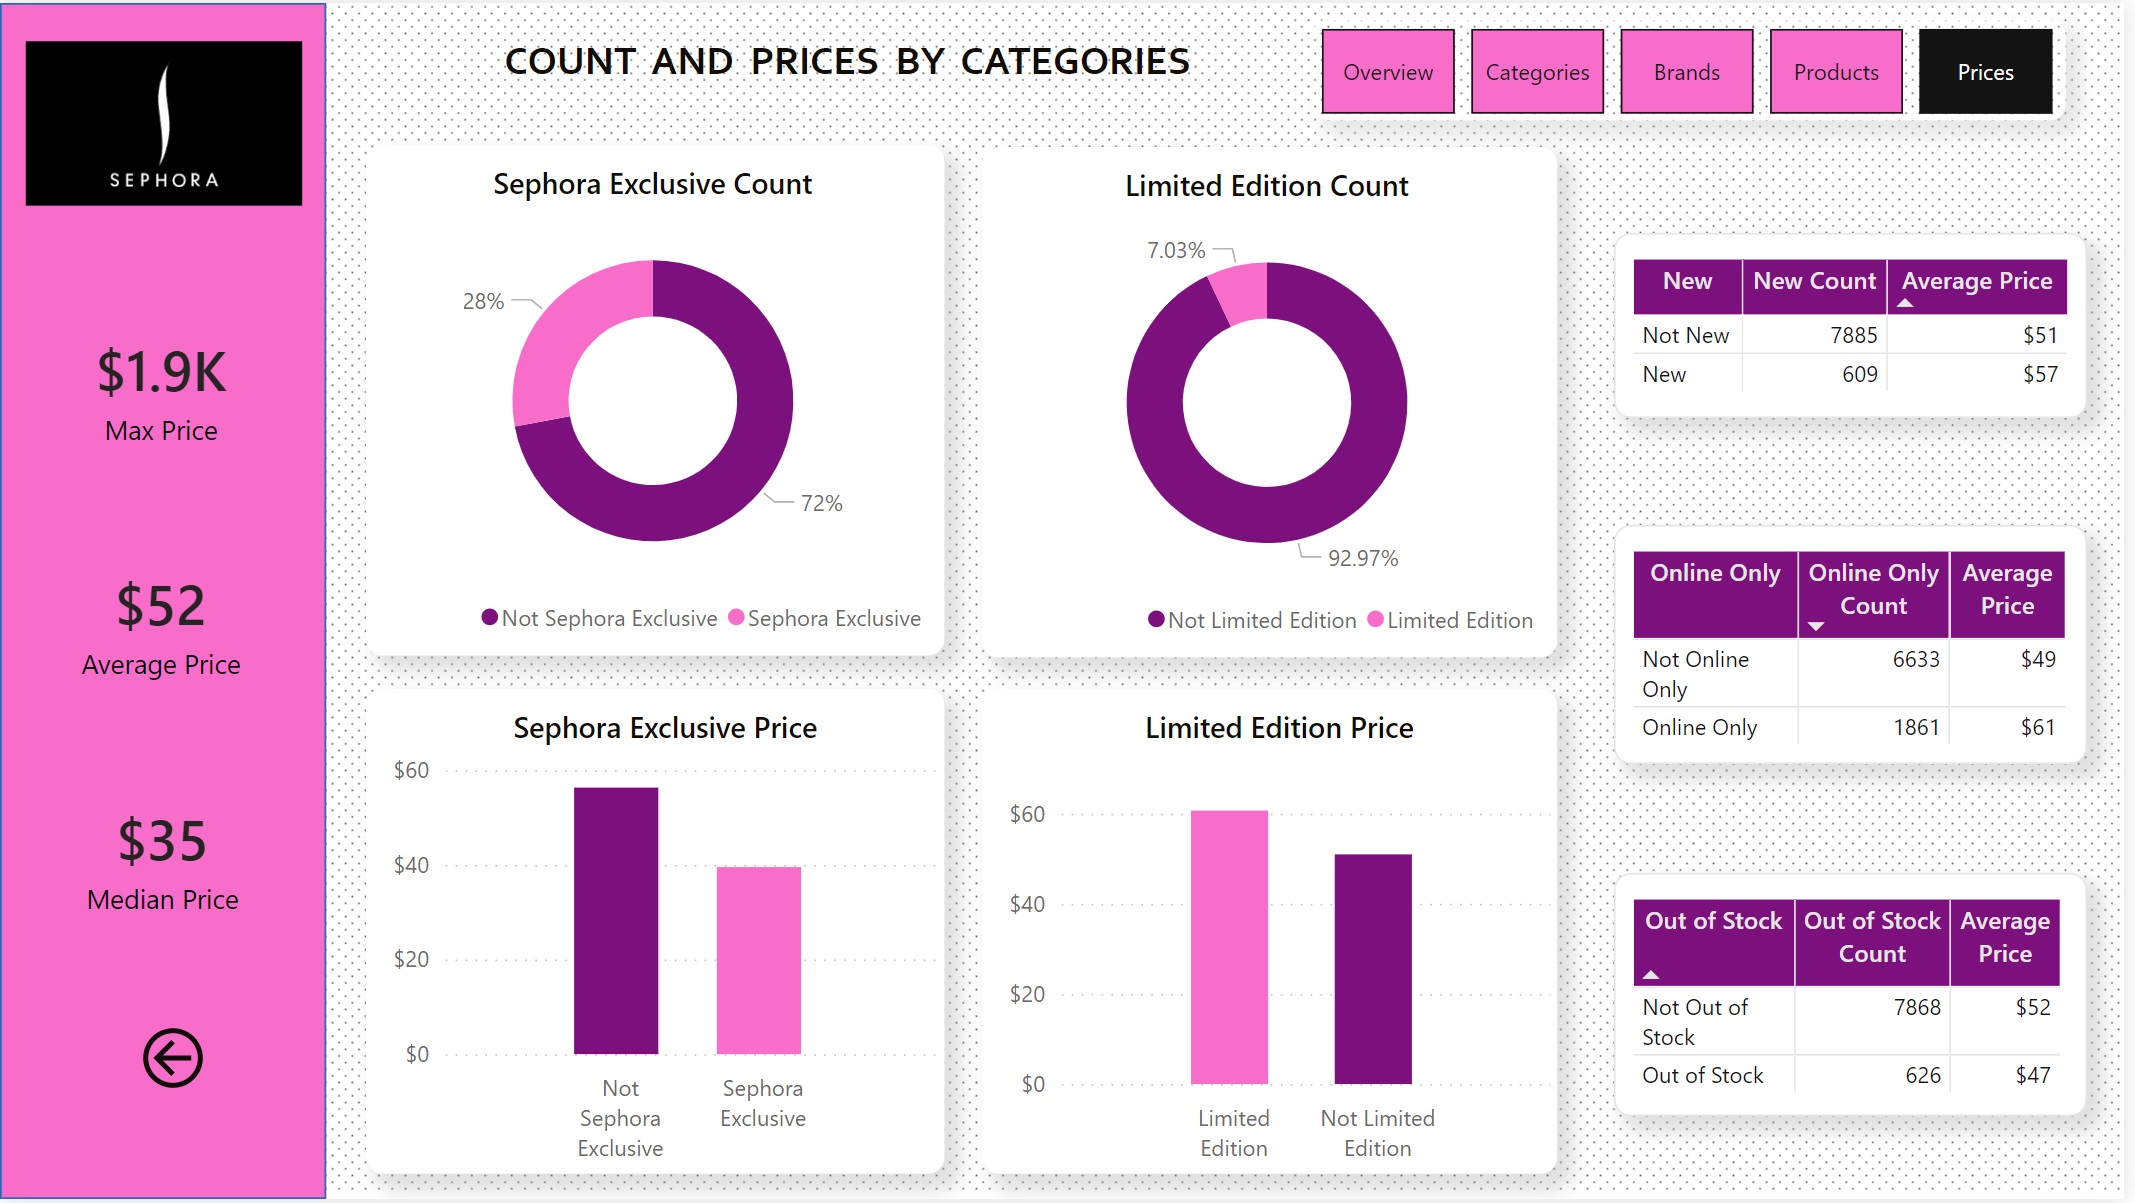 SEPHORA
COUNT AND PRICES BY CATEGORIES
Overview
Categories
Brands
Products
Prices
$1.9K
Max Price
$52
Average Price
$35
Median Price
Sephora Exclusive Count
28%
72%
Not Sephora Exclusive
Sephora Exclusive
Limited Edition Count
7.03%
92.97%
Not Limited Edition
Limited Edition
Sephora Exclusive Price
$60
$40
$20
$0
Not
Sephora
Exclusive
Sephora
Exclusive
Limited Edition Price
$60
$40
$20
$0
Limited
Edition
Not Limited
Edition
New New Count Average Price
Not New 7885 $51
New 609 $57
Online Only Online Only Average
Count Price
Not Online 6633 $49
Only
Online Only 1861 $61
Out of Stock Out of Stock Average
Count Price
Not Out of 7868 $52
Stock
Out of Stock 626 $47